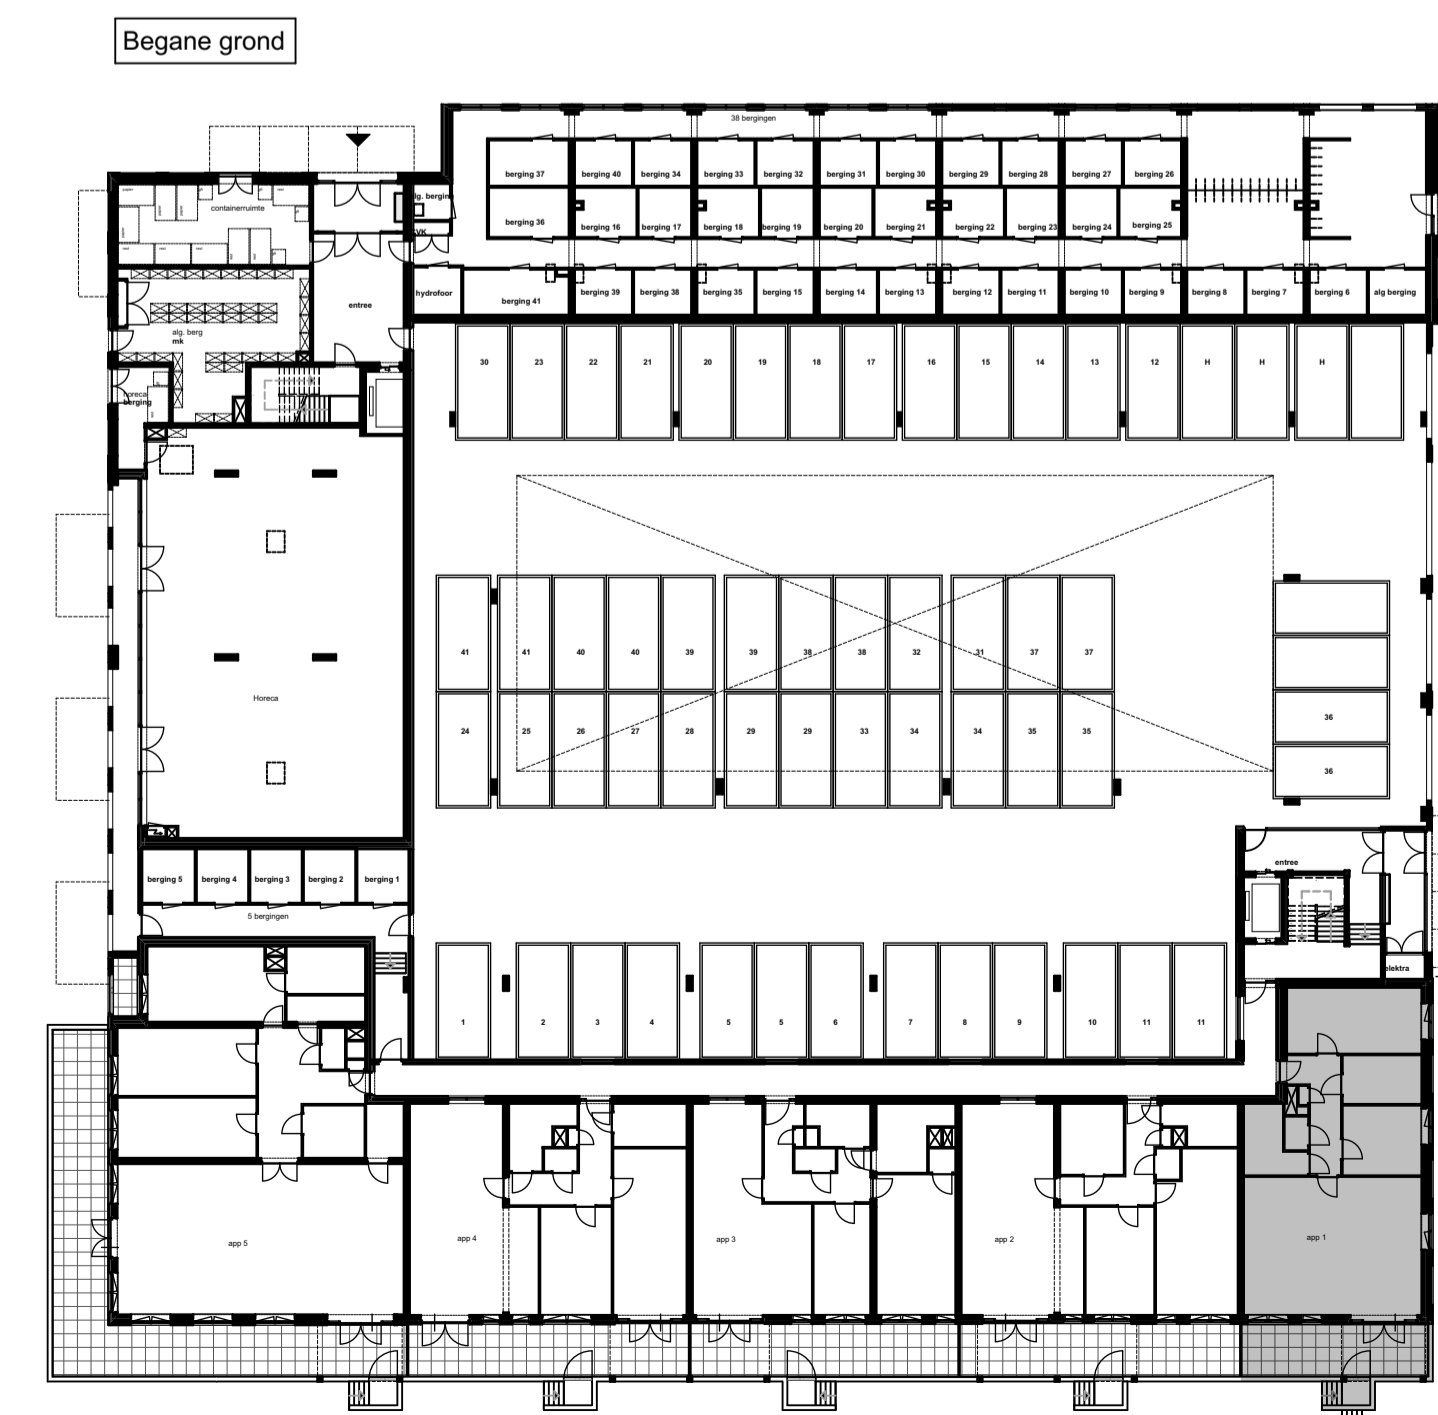 Begane grond
38 bergingen
berging 37
berging 40
berging 34
berging 33
berging 32
berging 31
berging 30
berging 29
berging 28
berging 27
berging 26
containerruimte
berging 36
berging 16
berging 17
berging 18
berging 19
berging 20
berging 21
berging 22
berging 23
berging 24
berging 25
hydrofoor
berging 41
berging 39
berging 38
berging 35
berging 15
berging 14
berging 13
berging 12
berging 11
berging 10
berging 9
berging 8
berging 7
berging 6
alg berging
entree
alg. berg
mk
horeca
berging
30
23
22
21
20
19
18
17
16
15
14
13
12
H
H
H
41
41
40
40
39
39
38
38
32
31
37
37
Horeca
24
25
26
27
28
29
29
33
34
34
35
35
36
36
berging 5
berging 4
berging 3
berging 2
berging 1
5 bergingen
entree
elektra
1
2
3
4
5
5
6
7
8
9
10
11
11
app 5
app 4
app 3
app 2
app 1